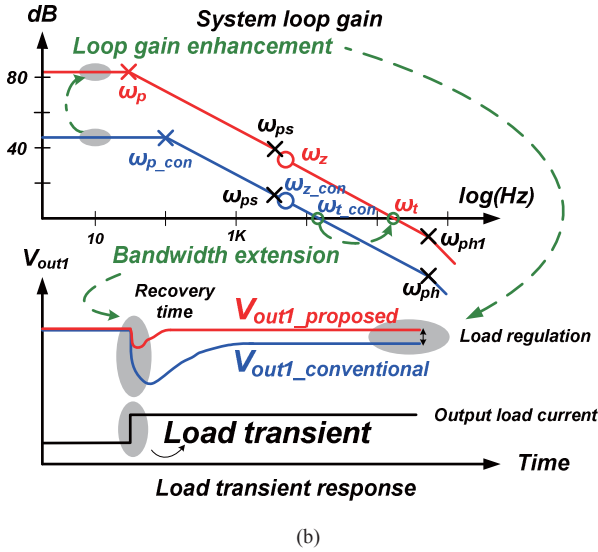 dB
System loop gain
Loop gain enhancement
80
ωp
40
ωps
ωz
ωp_con
ωps
ωz_con
ωt_con
ωt
log(Hz)
10
1K
ωph1
ωph
Vout1
Bandwidth extension
Recovery
time
Vout1_proposed
Load regulation
Vout1_conventional
Output load current
Load transient
Time
Load transient response
(b)